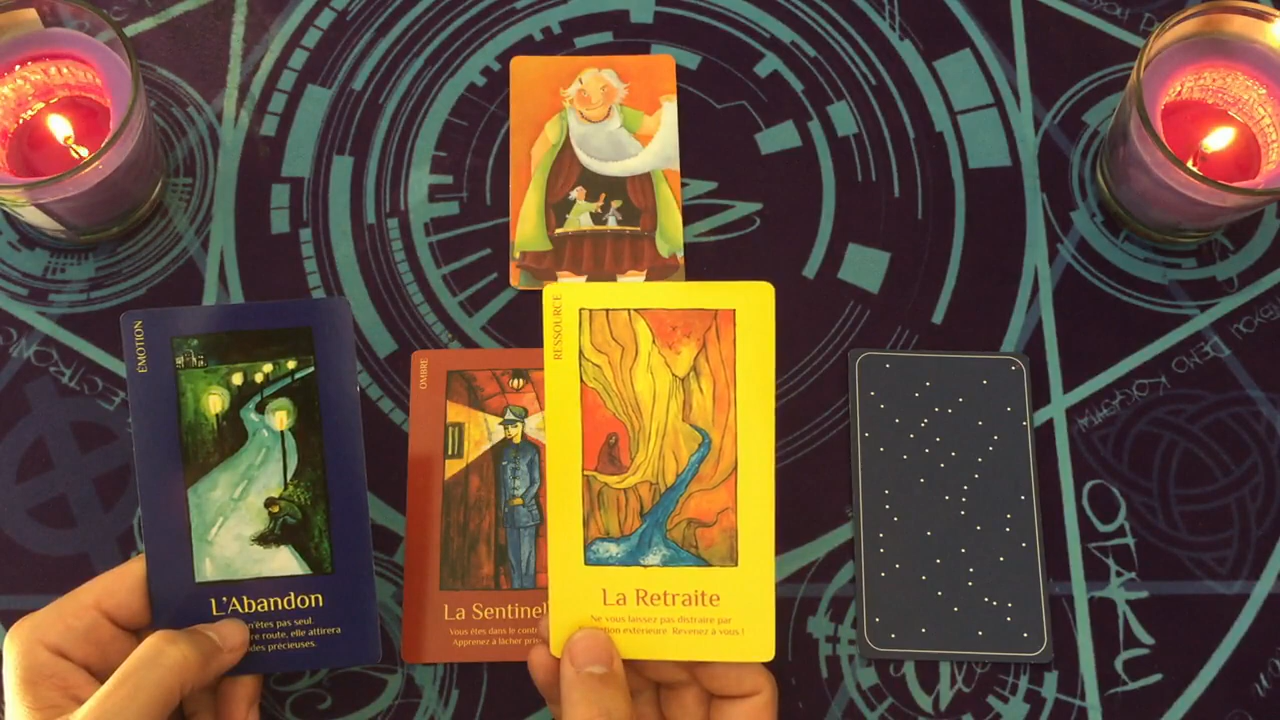 ÉMOTION
L'Abandon
n'êtes pas seul.
re route, elle attirera
des précieuses.
OMBRE
La Sentinel
Vous êtes dans le contr
Apprenez à lâcher pri
RESSOURCE
La Retraite
Ne vous laissez pas distraire par
extérieure. Revenez à vous !
OTAKU